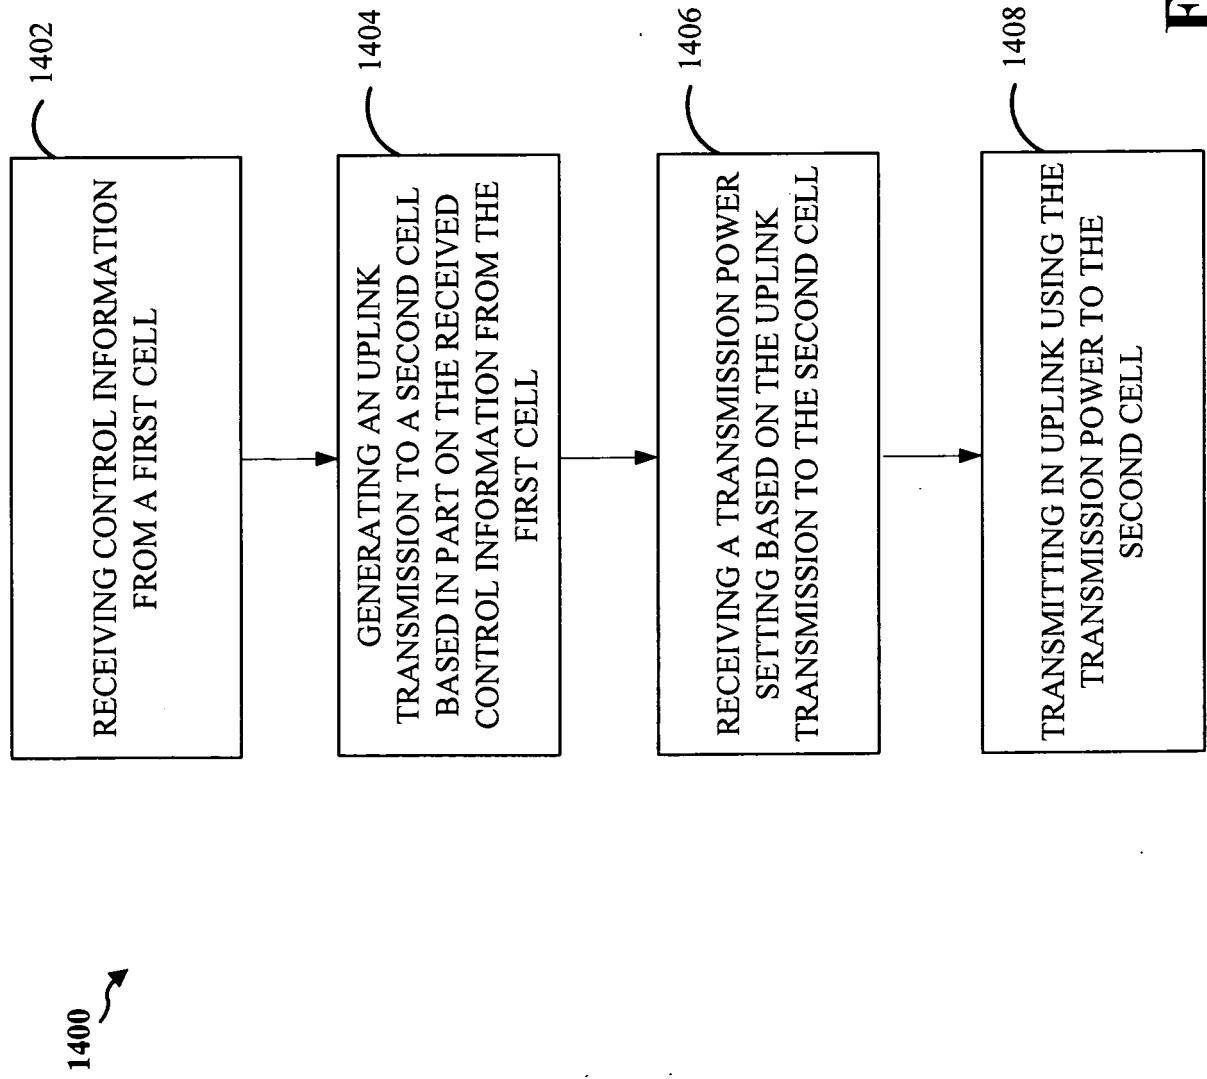 1400
RECEIVING CONTROL INFORMATION
FROM A FIRST CELL
1402
GENERATING AN UPLINK
TRANSMISSION TO A SECOND CELL
BASED IN PART ON THE RECEIVED
CONTROL INFORMATION FROM THE
FIRST CELL
1404
RECEIVING A TRANSMISSION POWER
SETTING BASED ON THE UPLINK
TRANSMISSION TO THE SECOND CELL
1406
TRANSMITTING IN UPLINK USING THE
TRANSMISSION POWER TO THE
SECOND CELL
1408